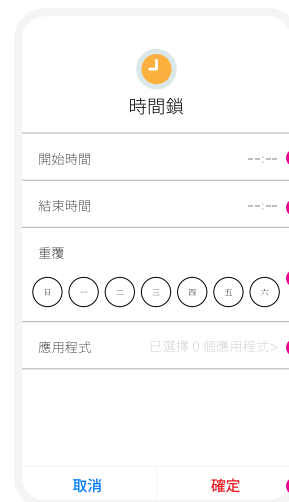 時間鎖
開始時間 --:--
結束時間 --:--
重覆
日 一 二 三 四 五 六
應用程式 已選擇 0 個應用程式>
取消 確定